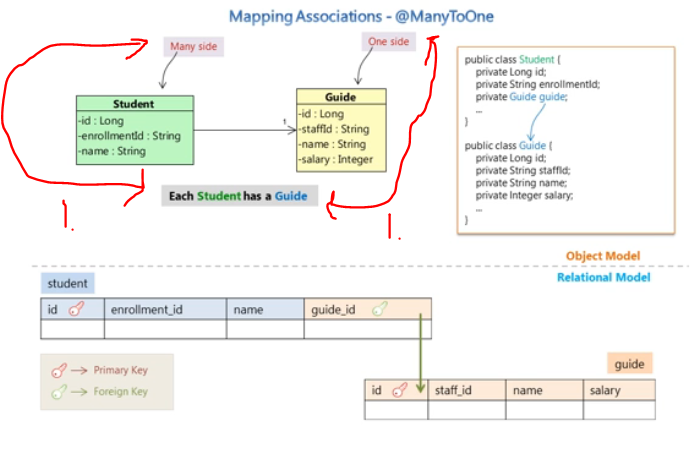 Mapping Associations - @ManyToOne
Many side
One side
Student
-id : Long
-enrollmentId : String
-name : String
1
Guide
-id : Long
-staffId : String
-name : String
-salary : Integer
Each Student has a Guide
1.
1.
public class Student {
private Long id;
private String enrollmentId;
private Guide guide;
...
}
public class Guide {
private Long id;
private String staffId;
private String name;
private Integer salary;
...
}
Object Model
Relational Model
student
id enrollment_id name guide_id
Primary Key
Foreign Key
guide
id staff_id name salary